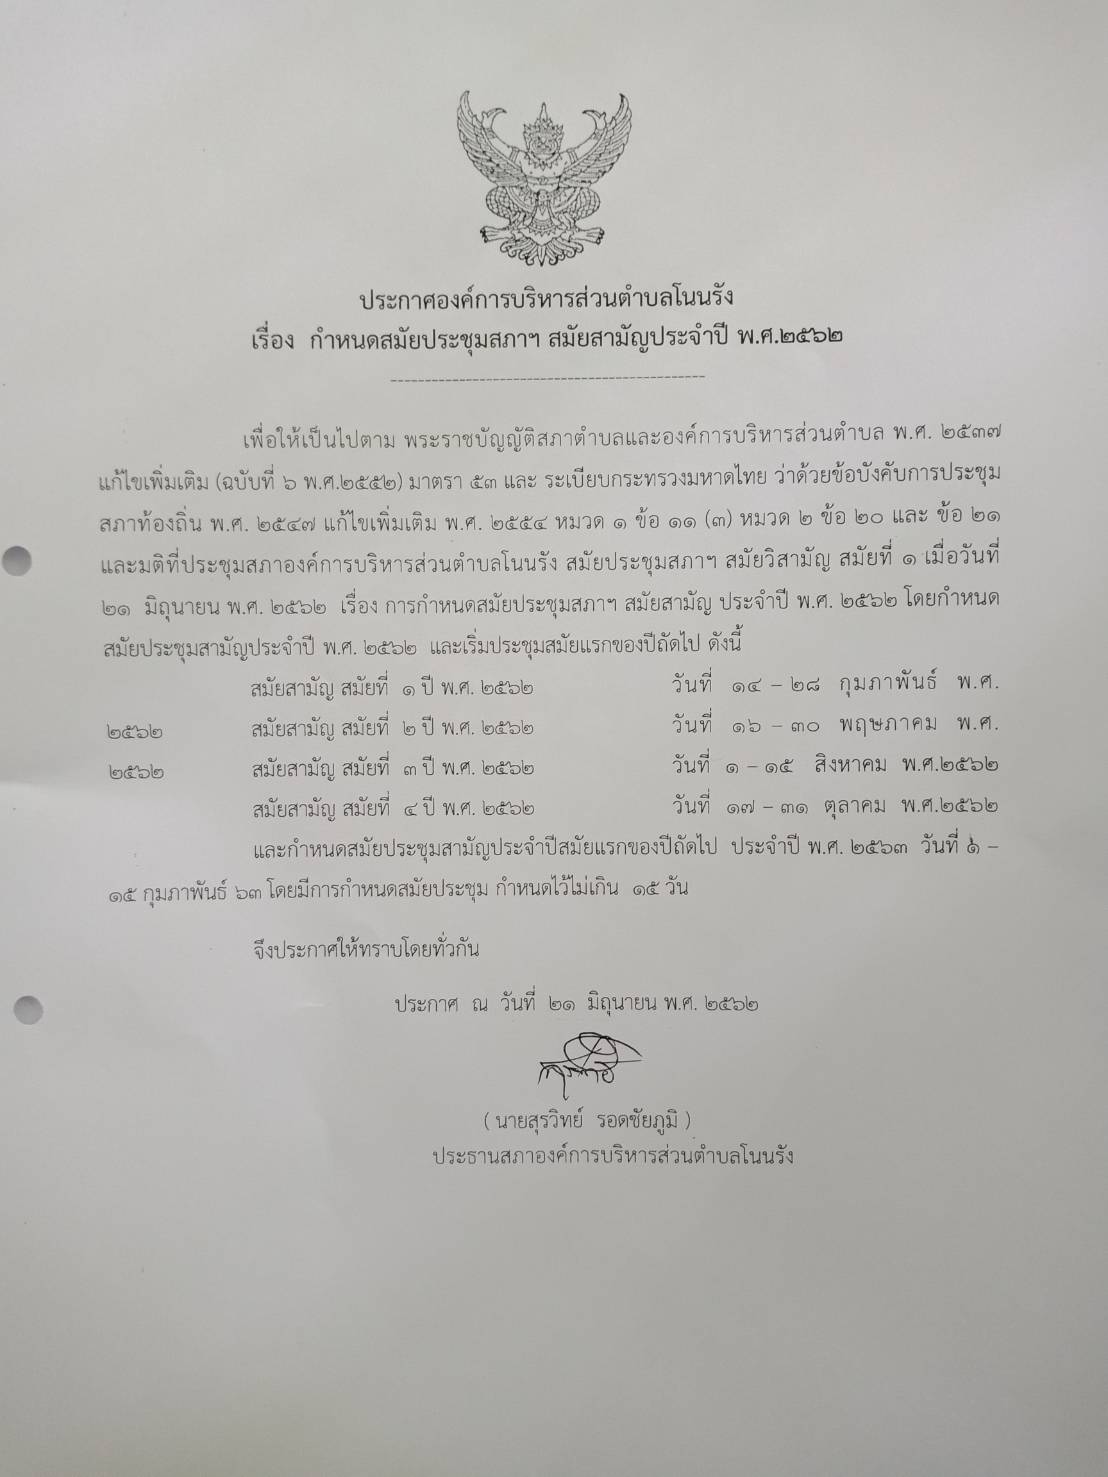 ประกาศองค์การบริหารส่วนตำบลโนนรัง
เรื่อง กำหนดสมัยประชุมสภาฯ สมัยสามัญประจำปี พ.ศ.๒๕๖๒
เพื่อให้เป็นไปตาม พระราชบัญญัติสภาตำบลและองค์การบริหารส่วนตำบล พ.ศ. ๒๕๓๗
แก้ไขเพิ่มเติม (ฉบับที่ ๖ พ.ศ.๒๕๕๒) มาตรา ๕๓ และ ระเบียบกระทรวงมหาดไทย ว่าด้วยข้อบังคับการประชุม
สภาท้องถิ่น พ.ศ. ๒๕๔๗ แก้ไขเพิ่มเติม พ.ศ. ๒๕๕๔ หมวด ๑ ข้อ ๑๑ (๓) หมวด ๒ ข้อ ๒๐ และ ข้อ ๒๑
และมติที่ประชุมสภาองค์การบริหารส่วนตำบลโนนรัง สมัยประชุมสภาฯ สมัยวิสามัญ สมัยที่ ๑ เมื่อวันที่
๒๑ มิถุนายน พ.ศ. ๒๕๖๒ เรื่อง การกำหนดสมัยประชุมสภาฯ สมัยสามัญ ประจำปี พ.ศ. ๒๕๖๒ โดยกำหนด
สมัยประชุมสามัญประจำปี พ.ศ. ๒๕๖๒ และเริ่มประชุมสมัยแรกของปีถัดไป ดังนี้
สมัยสามัญ สมัยที่ ๑ ปี พ.ศ. ๒๕๖๒ วันที่ ๑๔ – ๒๘ กุมภาพันธ์ พ.ศ.
๒๕๖๒ สมัยสามัญ สมัยที่ ๒ ปี พ.ศ. ๒๕๖๒ วันที่ ๑๖ – ๓๐ พฤษภาคม พ.ศ.
๒๕๖๒ สมัยสามัญ สมัยที่ ๓ ปี พ.ศ. ๒๕๖๒ วันที่ ๑ – ๑๕ สิงหาคม พ.ศ.๒๕๖๒
สมัยสามัญ สมัยที่ ๔ ปี พ.ศ. ๒๕๖๒ วันที่ ๑๗ – ๓๑ ตุลาคม พ.ศ.๒๕๖๒
และกำหนดสมัยประชุมสามัญประจำปีสมัยแรกของปีถัดไป ประจำปี พ.ศ. ๒๕๖๓ วันที่ ๑ –
๑๕ กุมภาพันธ์ ๖๓ โดยมีการกำหนดสมัยประชุม กำหนดไว้ไม่เกิน ๑๕ วัน
จึงประกาศให้ทราบโดยทั่วกัน
ประกาศ ณ วันที่ ๒๑ มิถุนายน พ.ศ. ๒๕๖๒
( นายสุรวิทย์ รอดชัยภูมิ )
ประธานสภาองค์การบริหารส่วนตำบลโนนรัง